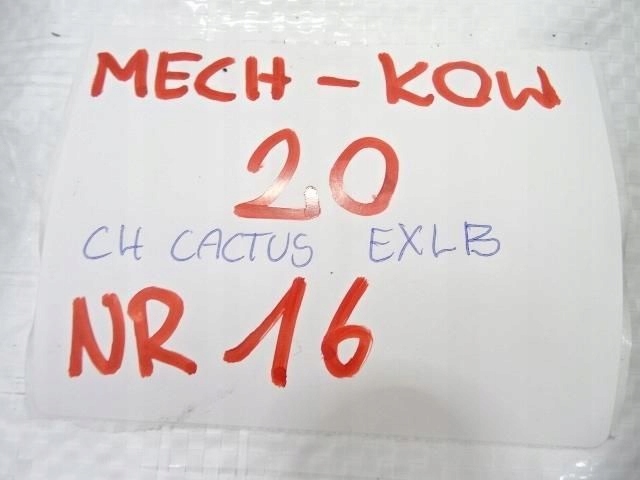 MECH - KOW
2.0
CH CACTUS EXLB
NR 16